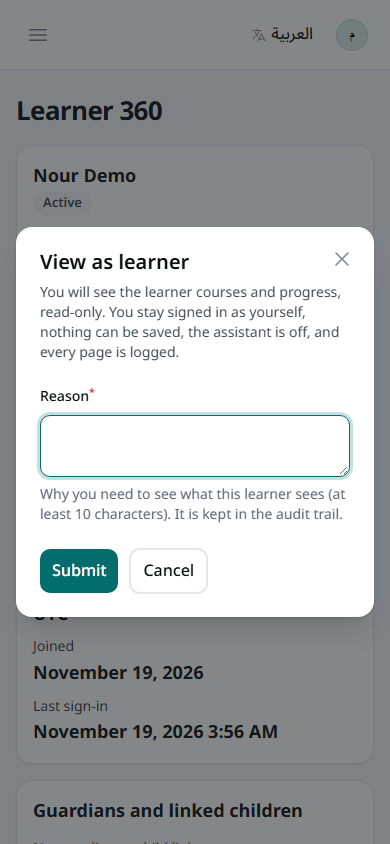 العربية
م
Learner 360
Nour Demo
Active
View as learner
You will see the learner courses and progress,
read-only. You stay signed in as yourself,
nothing can be saved, the assistant is off, and
every page is logged.
Reason*
Why you need to see what this learner sees (at
least 10 characters). It is kept in the audit trail.
Submit
Cancel
Joined
November 19, 2026
Last sign-in
November 19, 2026 3:56 AM
Guardians and linked children